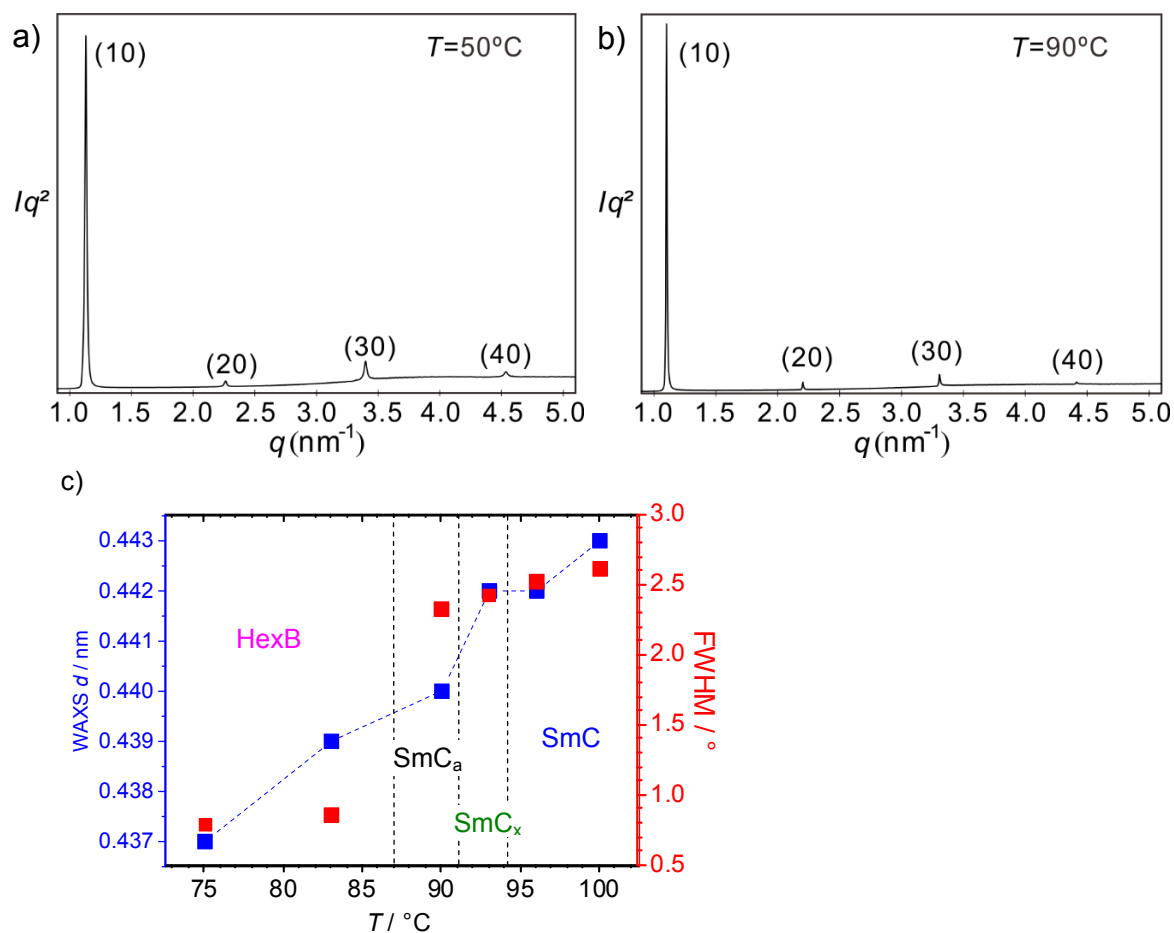 a)
(10)
T=50ºC
Iq²
(20)
(30)
(40)
1.0 1.5 2.0 2.5 3.0 3.4 4.0 4.5 5.0
q (nm⁻¹)
b)
(10)
T=90ºC
Iq²
(20)
(30)
(40)
1.0 1.5 2.0 2.5 3.0 3.4 4.0 4.5 5.0
q (nm⁻¹)
c)
WAXS d / nm
0.443
0.442
0.441
0.440
0.439
0.438
0.437
HexB
SmCₐ
SmCₓ
SmC
3.0
2.5
2.0
1.5
1.0
0.5
FWHM / °
75 80 85 90 95 100
T / °C